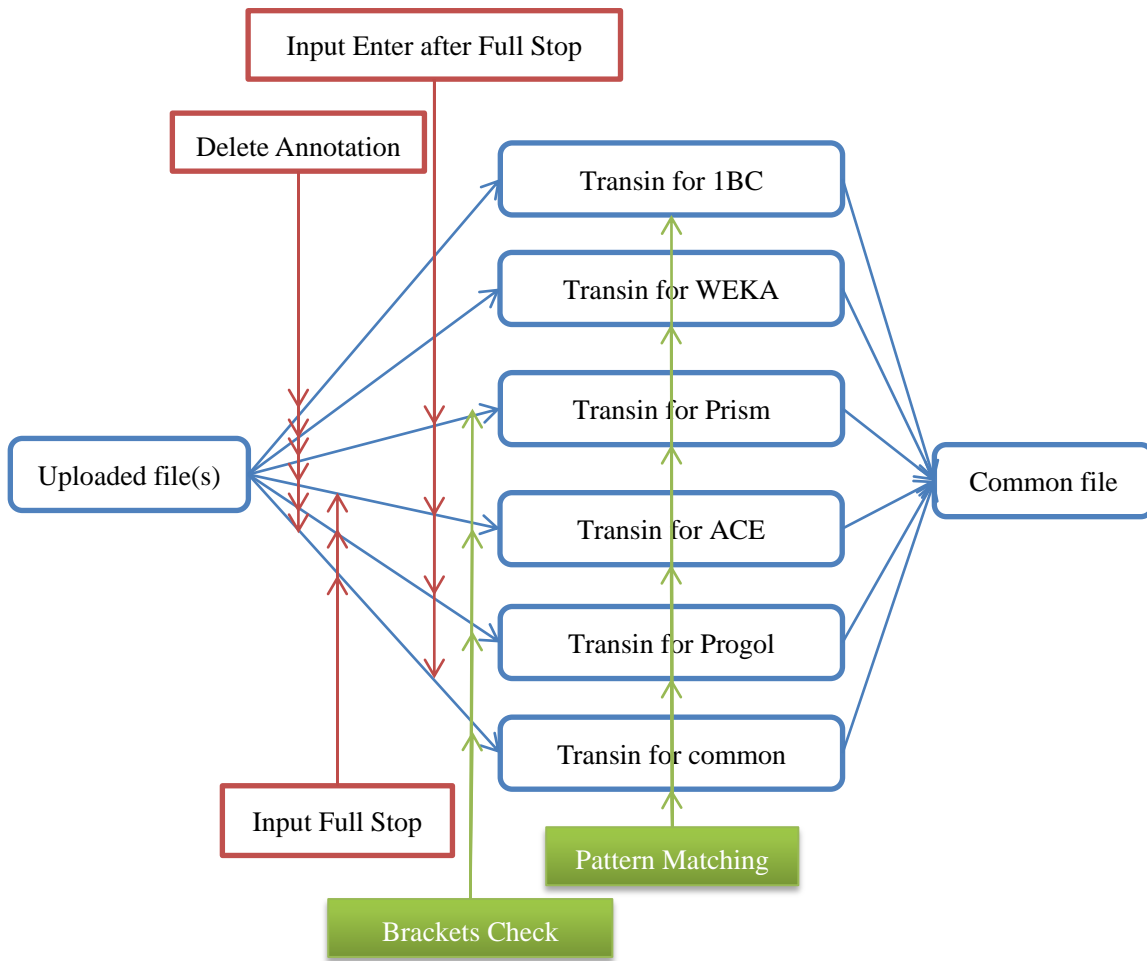 Input Enter after Full Stop
Delete Annotation
Transin for 1BC
Transin for WEKA
Transin for Prism
Uploaded file(s)
Common file
Transin for ACE
Transin for Progol
Transin for common
Input Full Stop
Pattern Matching
Brackets Check